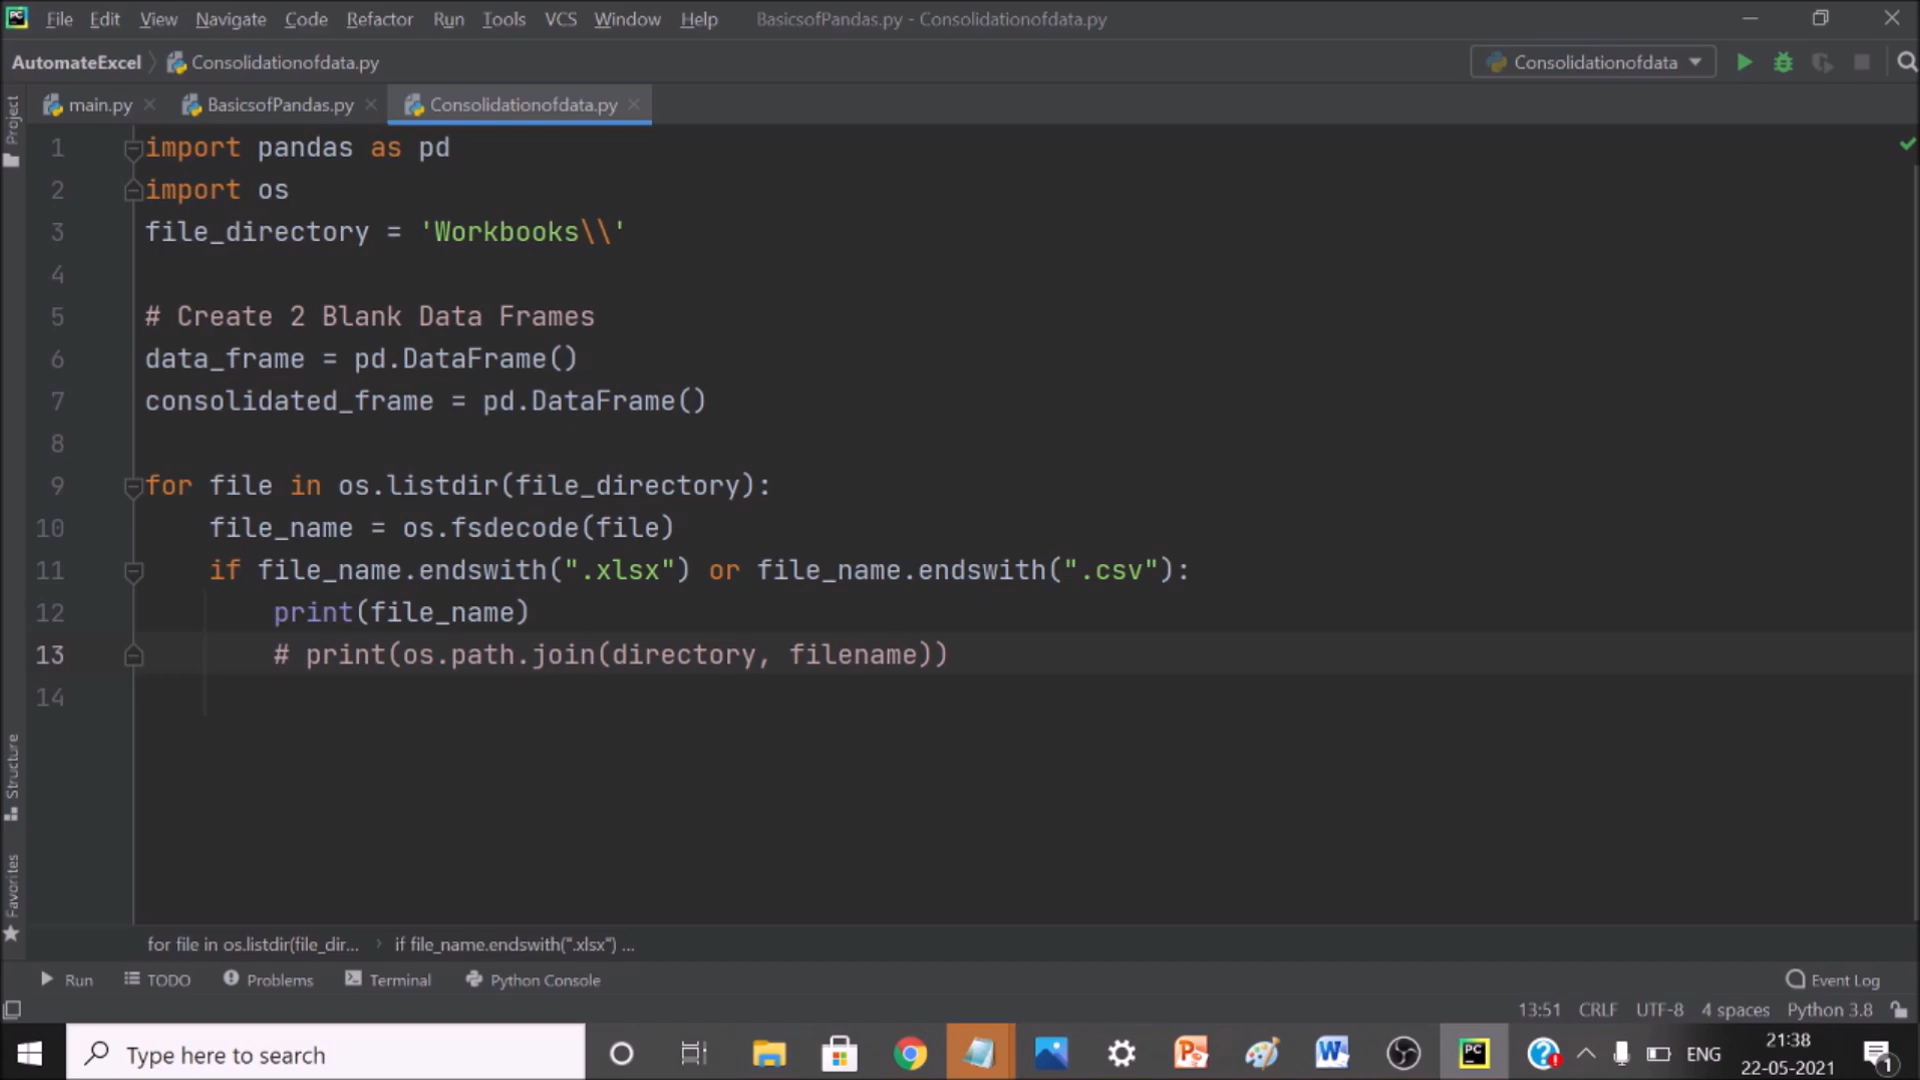 File Edit View Navigate Code Refactor Run Tools VCS Window Help BasicsofPandas.py - Consolidationofdata.py
AutomateExcel Consolidationofdata.py Consolidationofdata
main.py BasicsofPandas.py Consolidationofdata.py
Project
1 import pandas as pd
2 import os
3 file_directory = 'Workbooks\\'
4
5 # Create 2 Blank Data Frames
6 data_frame = pd.DataFrame()
7 consolidated_frame = pd.DataFrame()
8
9 for file in os.listdir(file_directory):
10 file_name = os.fsdecode(file)
11 if file_name.endswith(".xlsx") or file_name.endswith(".csv"):
12 print(file_name)
13 # print(os.path.join(directory, filename))
14
Structure
Favorites
for file in os.listdir(file_dir... if file_name.endswith(".xlsx") ...
Run TODO Problems Terminal Python Console Event Log
13:51 CRLF UTF-8 4 spaces Python 3.8
Type here to search ENG 21:38
22-05-2021 1